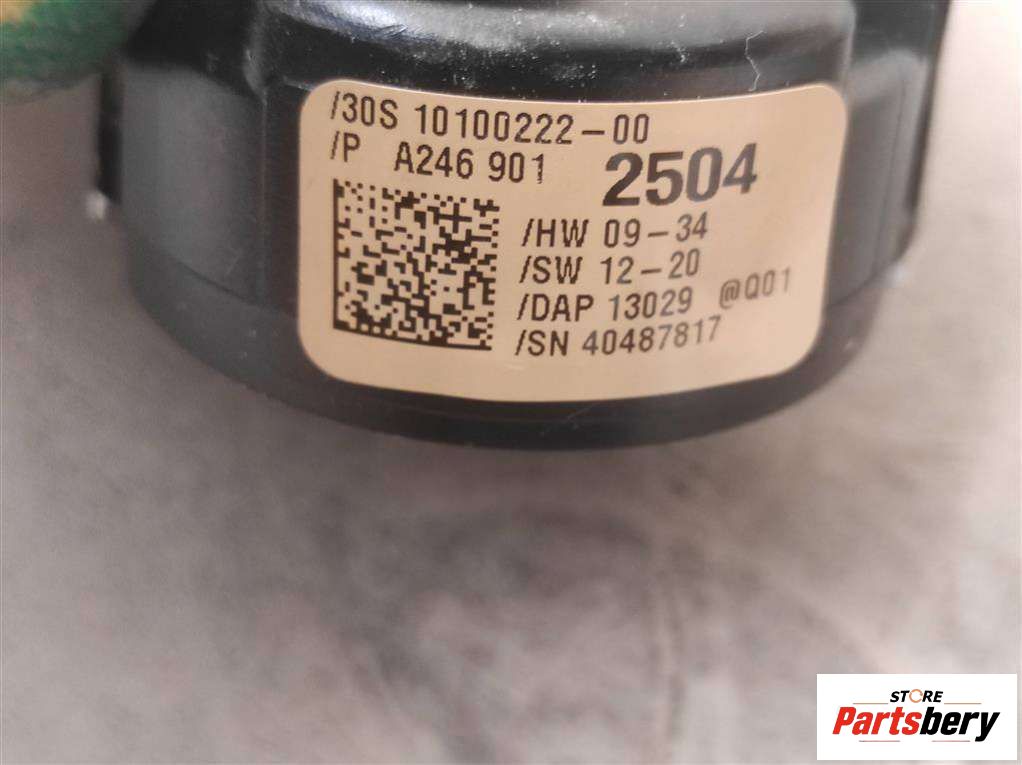 /30S 10100222-00
/P A246 901 2504
/HW 09-34
/SW 12-20
/DAP 13029 @Q01
/SN 40487817
STORE
Partsbery